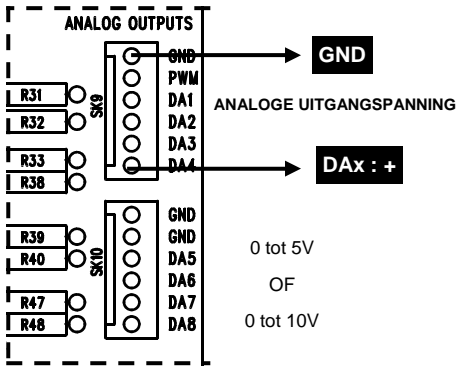 ANALOG OUTPUTS
GND
GND
PWM
R31
DA1
ANALOGE UITGANGSPANNING
SK9
R32
DA2
DA3
R33
DA4
DAx : +
R38
GND
R39
GND
R40
DA5
0 tot 5V
SK10
DA6
OF
R47
DA7
R48
DA8
0 tot 10V